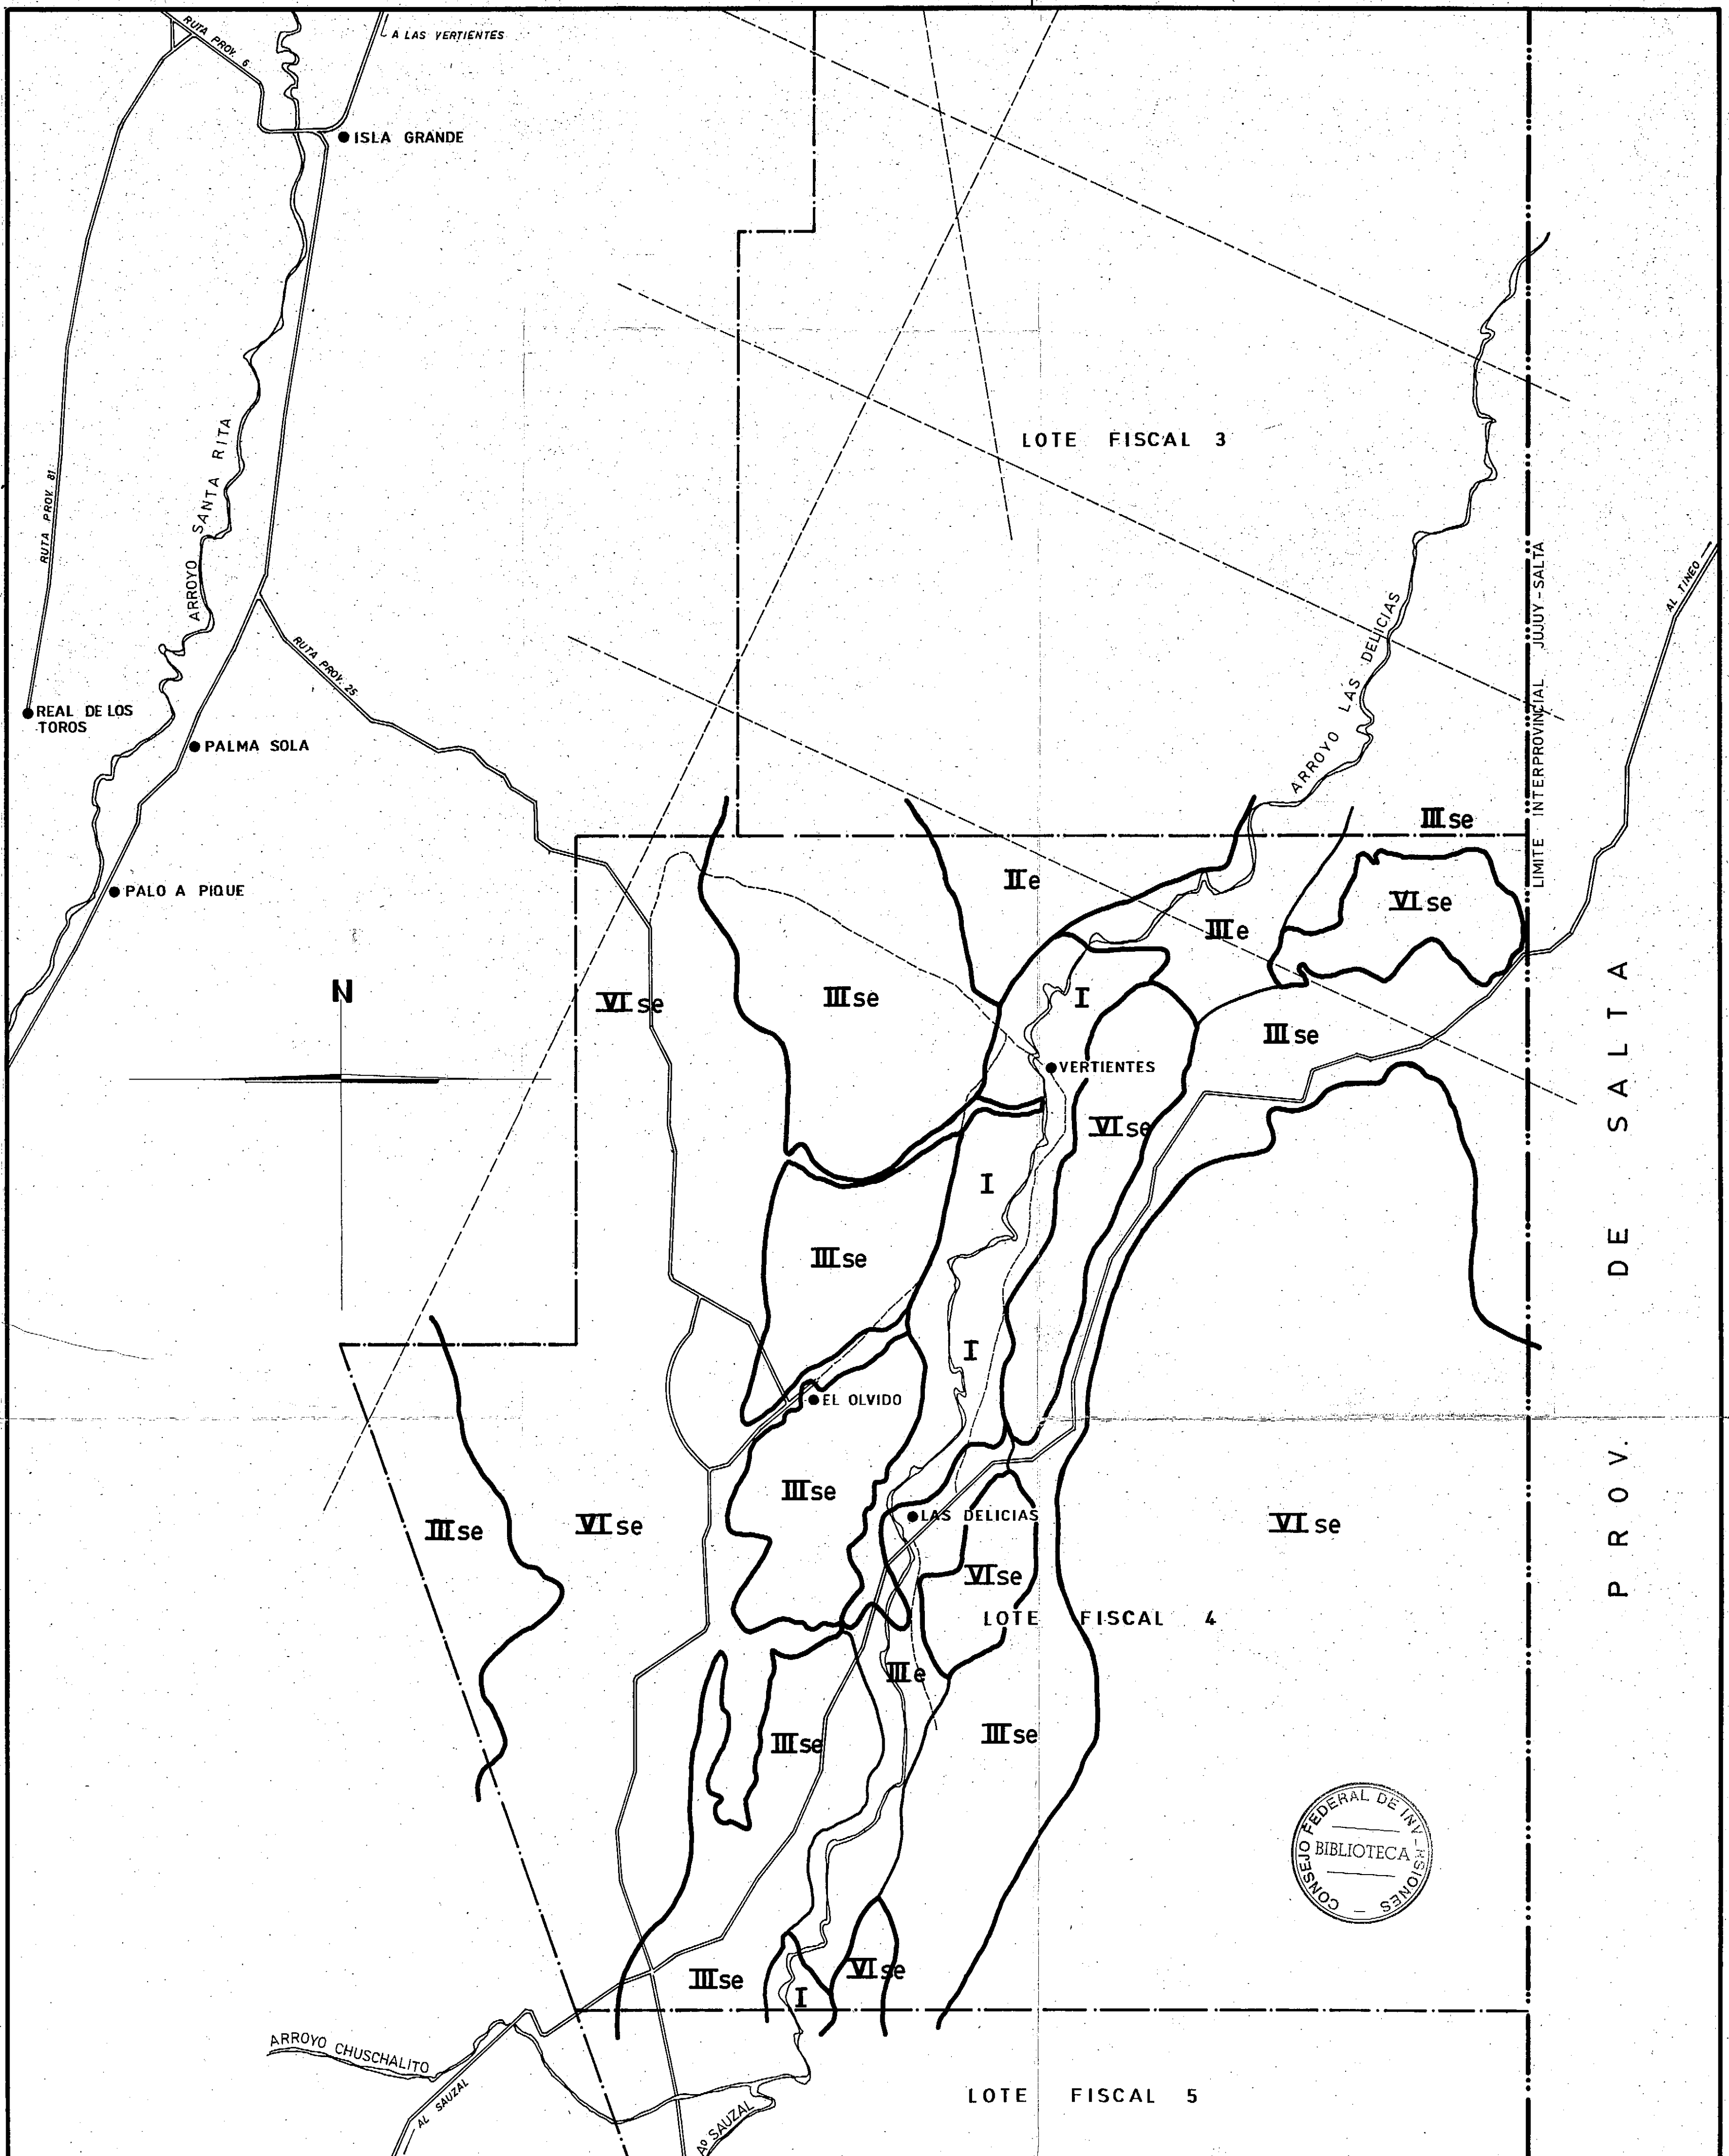 RUTA PROV. 6
A LAS VERTIENTES
ISLA GRANDE
LOTE FISCAL 3
ARROYO SANTA RITA
RUTA PROV. 81
RUTA PROV. 25
REAL DE LOS
TOROS
PALMA SOLA
PALO A PIQUE
ARROYO LAS DELICIAS
LIMITE INTERPROVINCIAL JUJUY-SALTA
AL TINEO
PROV. DE SALTA
N
III se
II e
VI se
III e
VI se
III se
I
III se
VERTIENTES
VI se
I
III se
I
EL OLVIDO
III se
LAS DELICIAS
III se
VI se
VI se
VI se
LOTE FISCAL 4
III e
III se
III se
CONSEJO FEDERAL DE INVERSIONES
BIBLIOTECA
III se
VI se
I
ARROYO CHUSCHALITO
AL SAUZAL
Aº SAUZAL
LOTE FISCAL 5